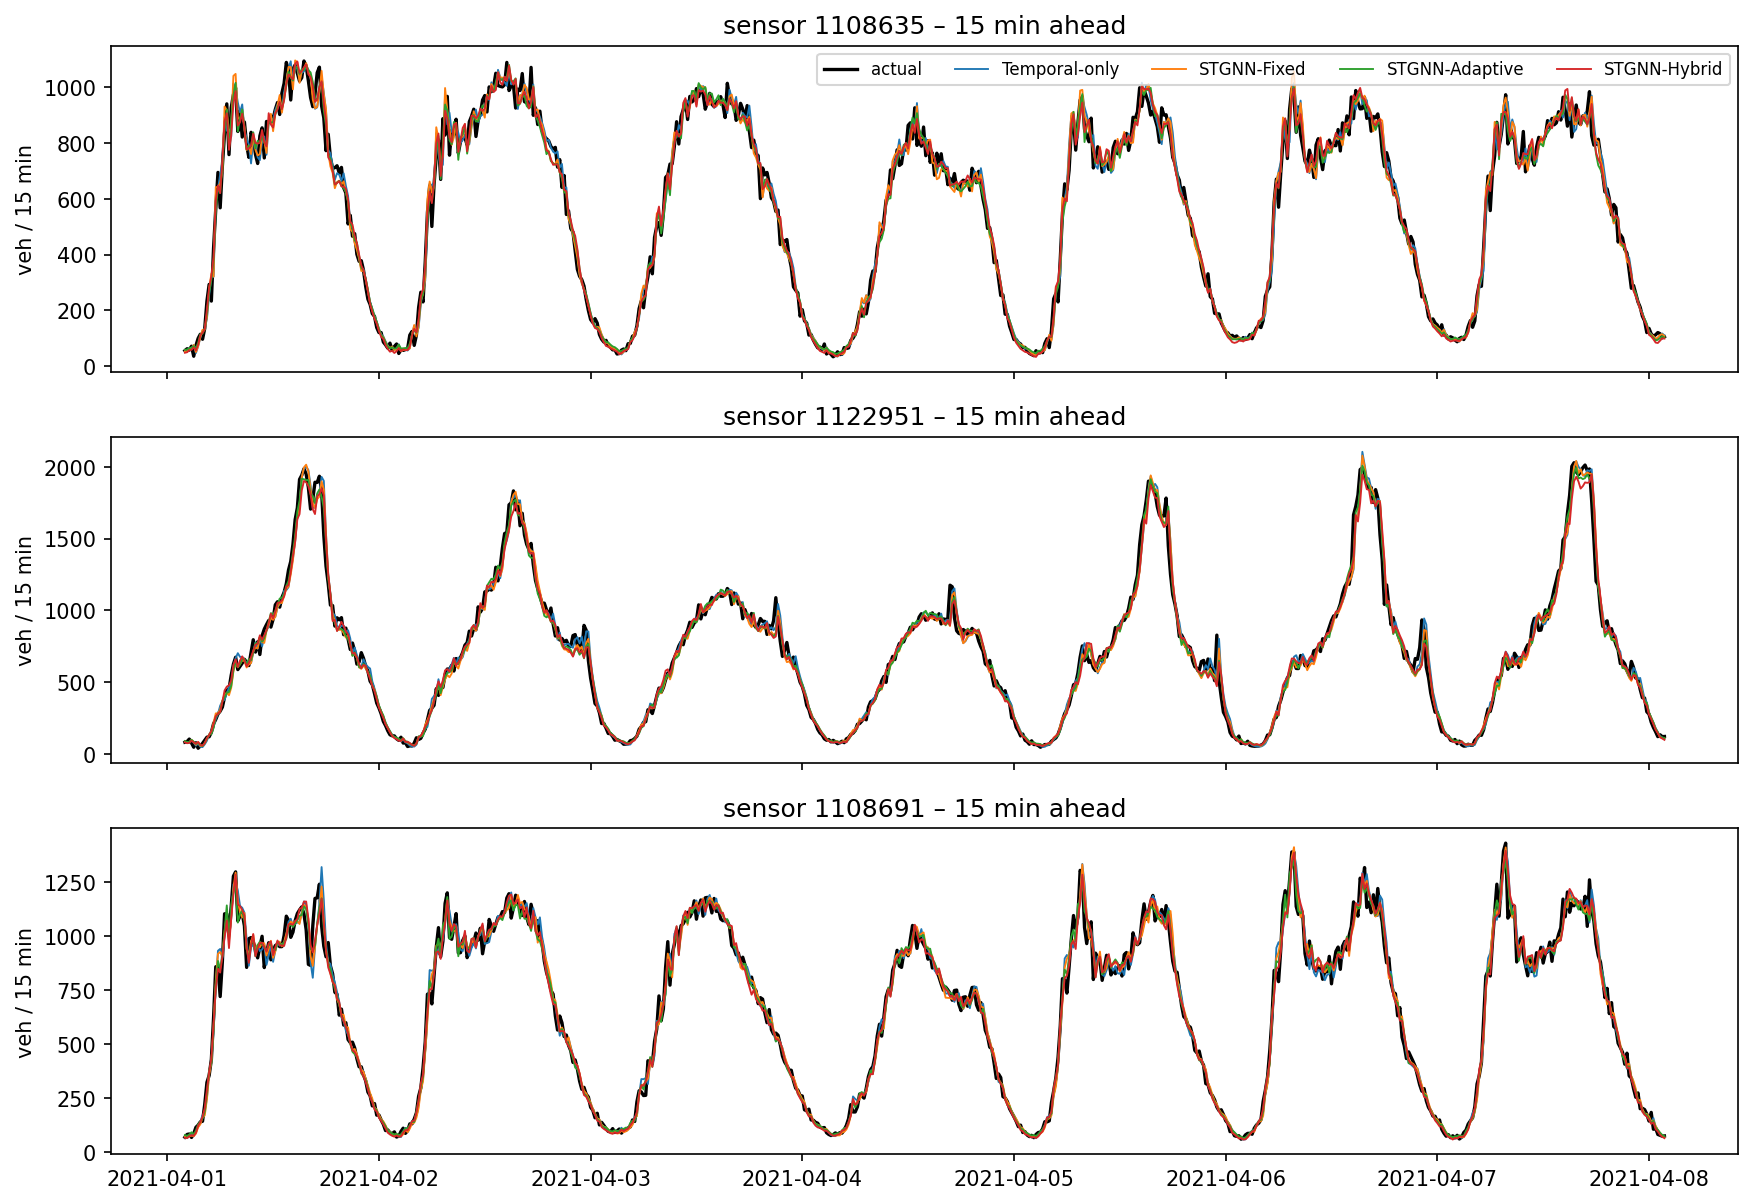 sensor 1108635 – 15 min ahead
actual Temporal-only STGNN-Fixed STGNN-Adaptive STGNN-Hybrid
veh / 15 min
1000
800
600
400
200
0
sensor 1122951 – 15 min ahead
veh / 15 min
2000
1500
1000
500
0
sensor 1108691 – 15 min ahead
veh / 15 min
1250
1000
750
500
250
0
2021-04-01 2021-04-02 2021-04-03 2021-04-04 2021-04-05 2021-04-06 2021-04-07 2021-04-08